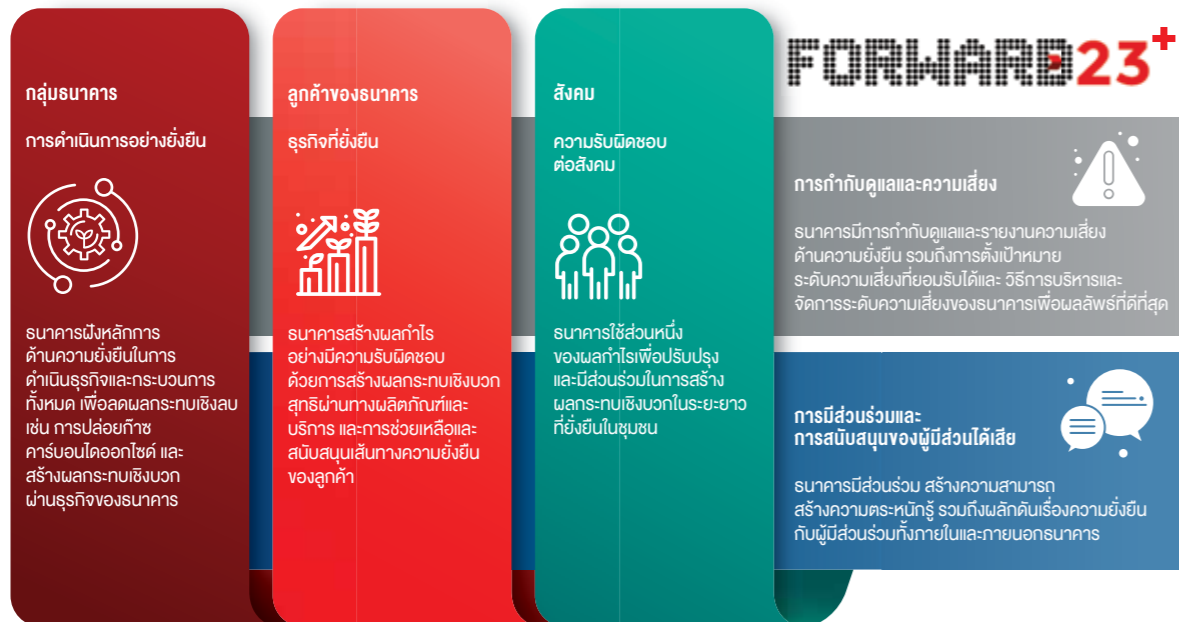 กลุ่มธนาคาร
การดำเนินการอย่างยั่งยืน
ธนาคารฝังหลักการ
ด้านความยั่งยืนในการ
ดำเนินธุรกิจและกระบวนการ
ทั้งหมด เพื่อลดผลกระทบเชิงลบ
เช่น การปล่อยก๊าซ
คาร์บอนไดออกไซด์ และ
สร้างผลกระทบเชิงบวก
ผ่านธุรกิจของธนาคาร
ลูกค้าของธนาคาร
ธุรกิจที่ยั่งยืน
ธนาคารสร้างผลกำไร
อย่างมีความรับผิดชอบ
ด้วยการสร้างผลกระทบเชิงบวก
สุทธิผ่านทางผลิตภัณฑ์และ
บริการ และการช่วยเหลือและ
สนับสนุนเส้นทางความยั่งยืน
ของลูกค้า
สังคม
ความรับผิดชอบ
ต่อสังคม
ธนาคารใช้ส่วนหนึ่ง
ของผลกำไรเพื่อปรับปรุง
และมีส่วนร่วมในการสร้าง
ผลกระทบเชิงบวกในระยะยาว
ที่ยั่งยืนในชุมชน
FORWARD23+
การกำกับดูแลและความเสี่ยง
ธนาคารมีการกำกับดูแลและรายงานความเสี่ยง
ด้านความยั่งยืน รวมถึงการตั้งเป้าหมาย
ระดับความเสี่ยงที่ยอมรับได้และ วิธีการบริหารและ
จัดการระดับความเสี่ยงของธนาคารเพื่อผลลัพธ์ที่ดีที่สุด
การมีส่วนร่วมและ
การสนับสนุนของผู้มีส่วนได้เสีย
ธนาคารมีส่วนร่วม สร้างความสามารถ
สร้างความตระหนักรู้ รวมถึงผลักดันเรื่องความยั่งยืน
กับผู้มีส่วนร่วมทั้งภายในและภายนอกธนาคาร